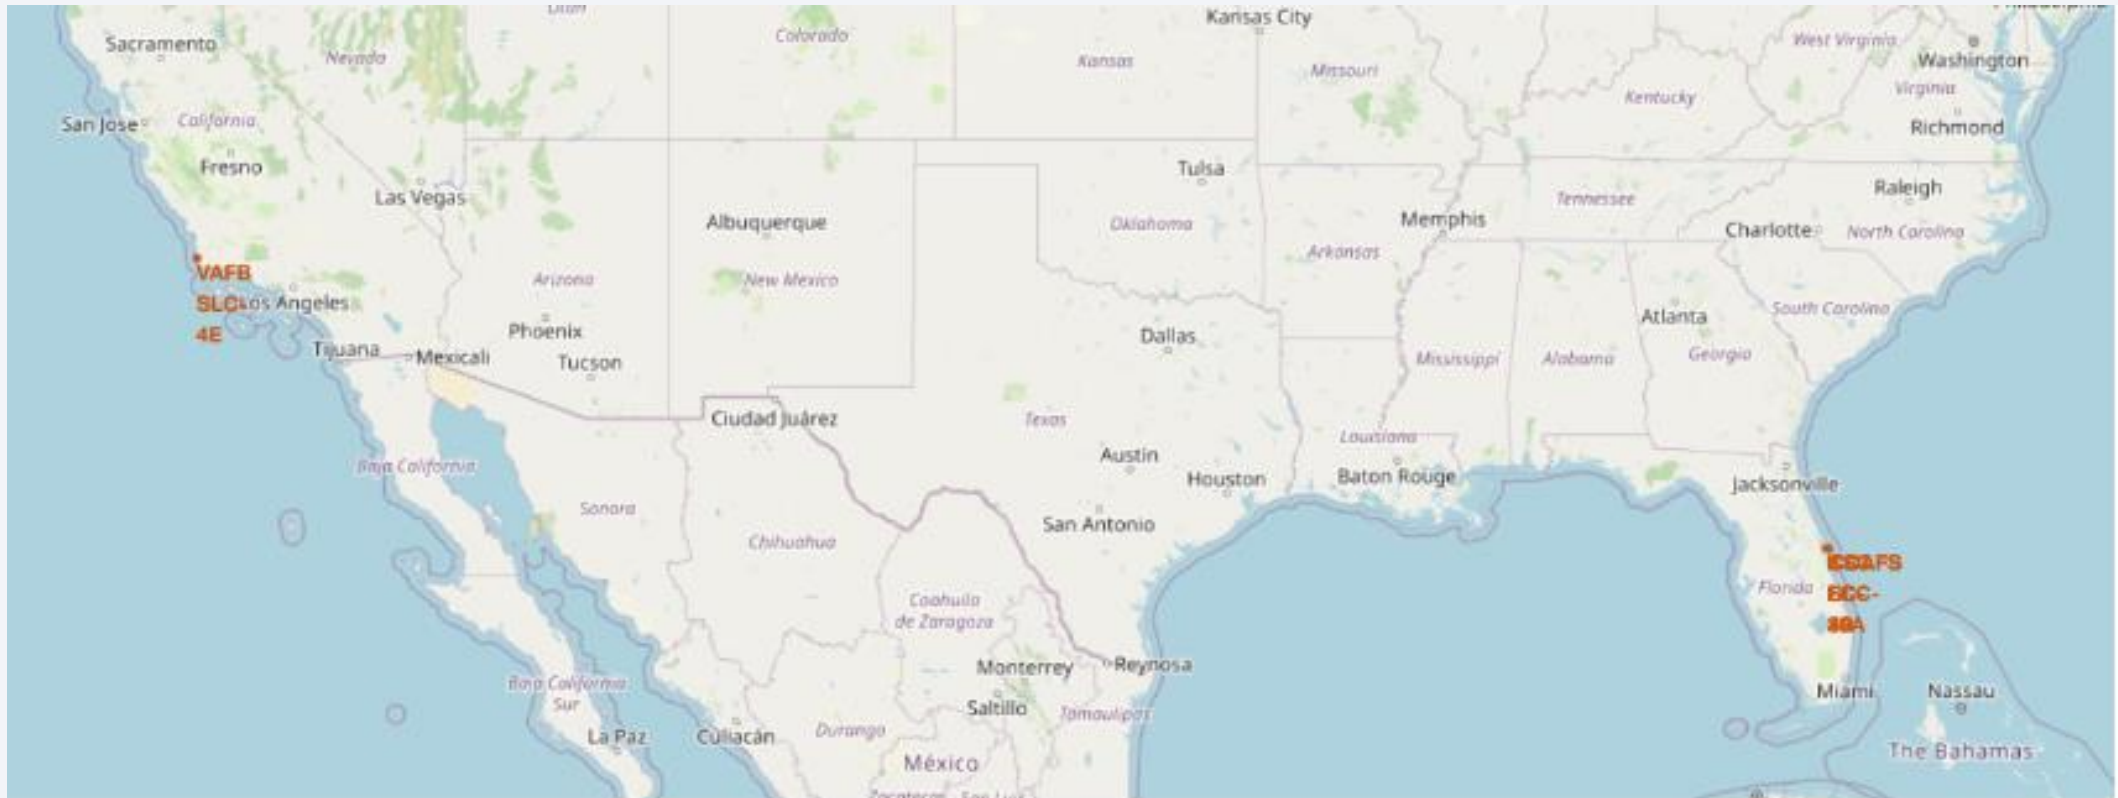 Utah
Kansas City
Sacramento
Nevada
Colorado
Kansas
Missouri
West Virginia
Washington
Virginia
Kentucky
San Jose
California
Richmond
Fresno
Tulsa
Las Vegas
Raleigh
Tennessee
Albuquerque
Oklahoma
Memphis
Charlotte
North Carolina
Arkansas
VAFB
SLC-
4E
Arizona
New Mexico
Los Angeles
South Carolina
Atlanta
Phoenix
Dallas
Tijuana
Mexicali
Tucson
Mississippi
Alabama
Georgia
Ciudad Juárez
Texas
Louisiana
Austin
Baja California
Houston
Baton Rouge
Jacksonville
Sonora
San Antonio
Chihuahua
Florida
Coahuila
de Zaragoza
Monterrey
Reynosa
Baja California
Sur
Miami
Nassau
Saltillo
Tamaulipas
Durango
La Paz
Culiacán
The Bahamas
México